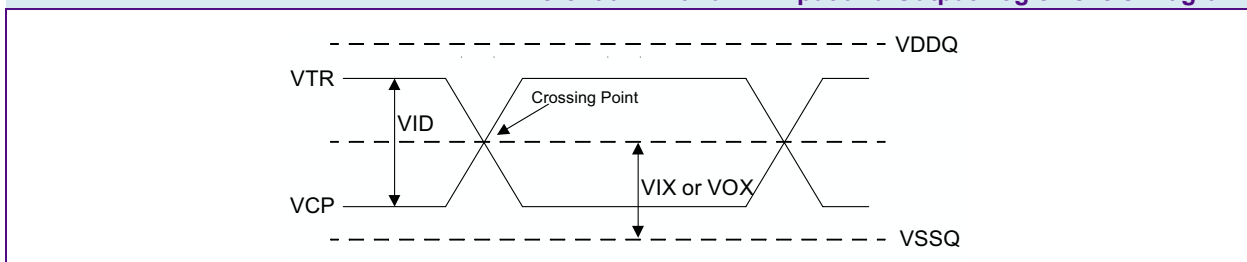 VDDQ
VTR
Crossing Point
VID
VIX or VOX
VCP
VSSQ